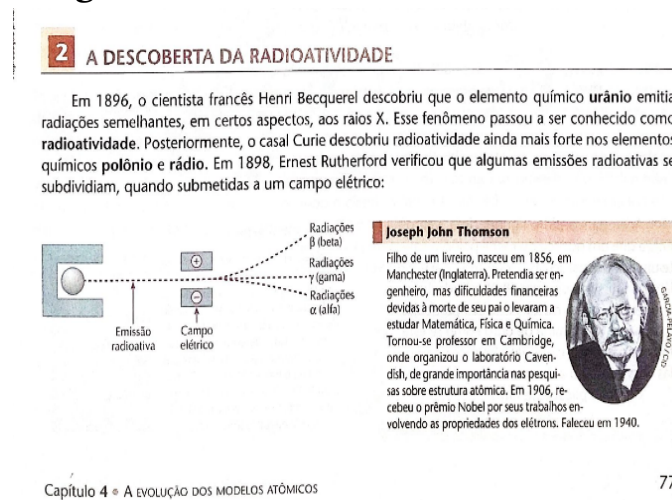 2 A DESCOBERTA DA RADIOATIVIDADE
Em 1896, o cientista francês Henri Becquerel descobriu que o elemento químico urânio emitia
radiações semelhantes, em certos aspectos, aos raios X. Esse fenômeno passou a ser conhecido como
radioatividade. Posteriormente, o casal Curie descobriu radioatividade ainda mais forte nos elementos
químicos polônio e rádio. Em 1898, Ernest Rutherford verificou que algumas emissões radioativas se
subdividiam, quando submetidas a um campo elétrico:
Radiações
β (beta)
Radiações
γ (gama)
Radiações
α (alfa)
+
−
Emissão
radioativa
Campo
elétrico
Joseph John Thomson
Filho de um livreiro, nasceu em 1856, em
Manchester (Inglaterra). Pretendia ser en-
genheiro, mas dificuldades financeiras
devidas à morte de seu pai o levaram a
estudar Matemática, Física e Química.
Tornou-se professor em Cambridge,
onde organizou o laboratório Caven-
dish, de grande importância nas pesqui-
sas sobre estrutura atômica. Em 1906, re-
cebeu o prêmio Nobel por seus trabalhos en-
volvendo as propriedades dos elétrons. Faleceu em 1940.
GARCIA-PELAYO / CID
Capítulo 4 • A EVOLUÇÃO DOS MODELOS ATÔMICOS
77